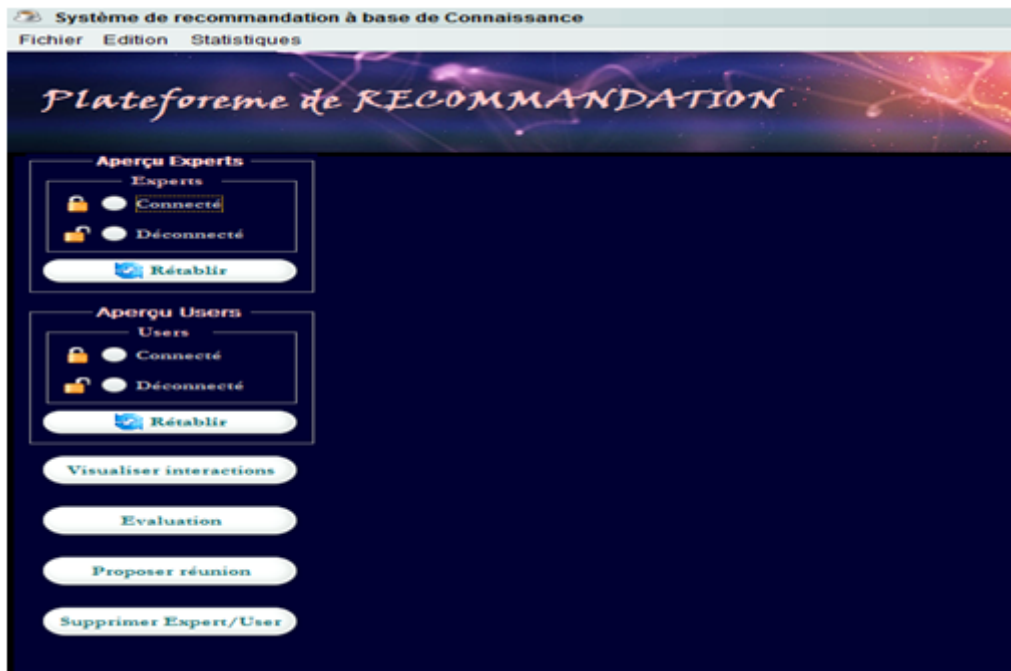 Système de recommandation à base de Connaissance
Fichier Edition Statistiques
Plateforeme de RECOMMANDATION
Aperçu Experts
Experts
Connecté
Déconnecté
Rétablir
Aperçu Users
Users
Connecté
Déconnecté
Rétablir
Visualiser interactions
Evaluation
Proposer réunion
Supprimer Expert/User